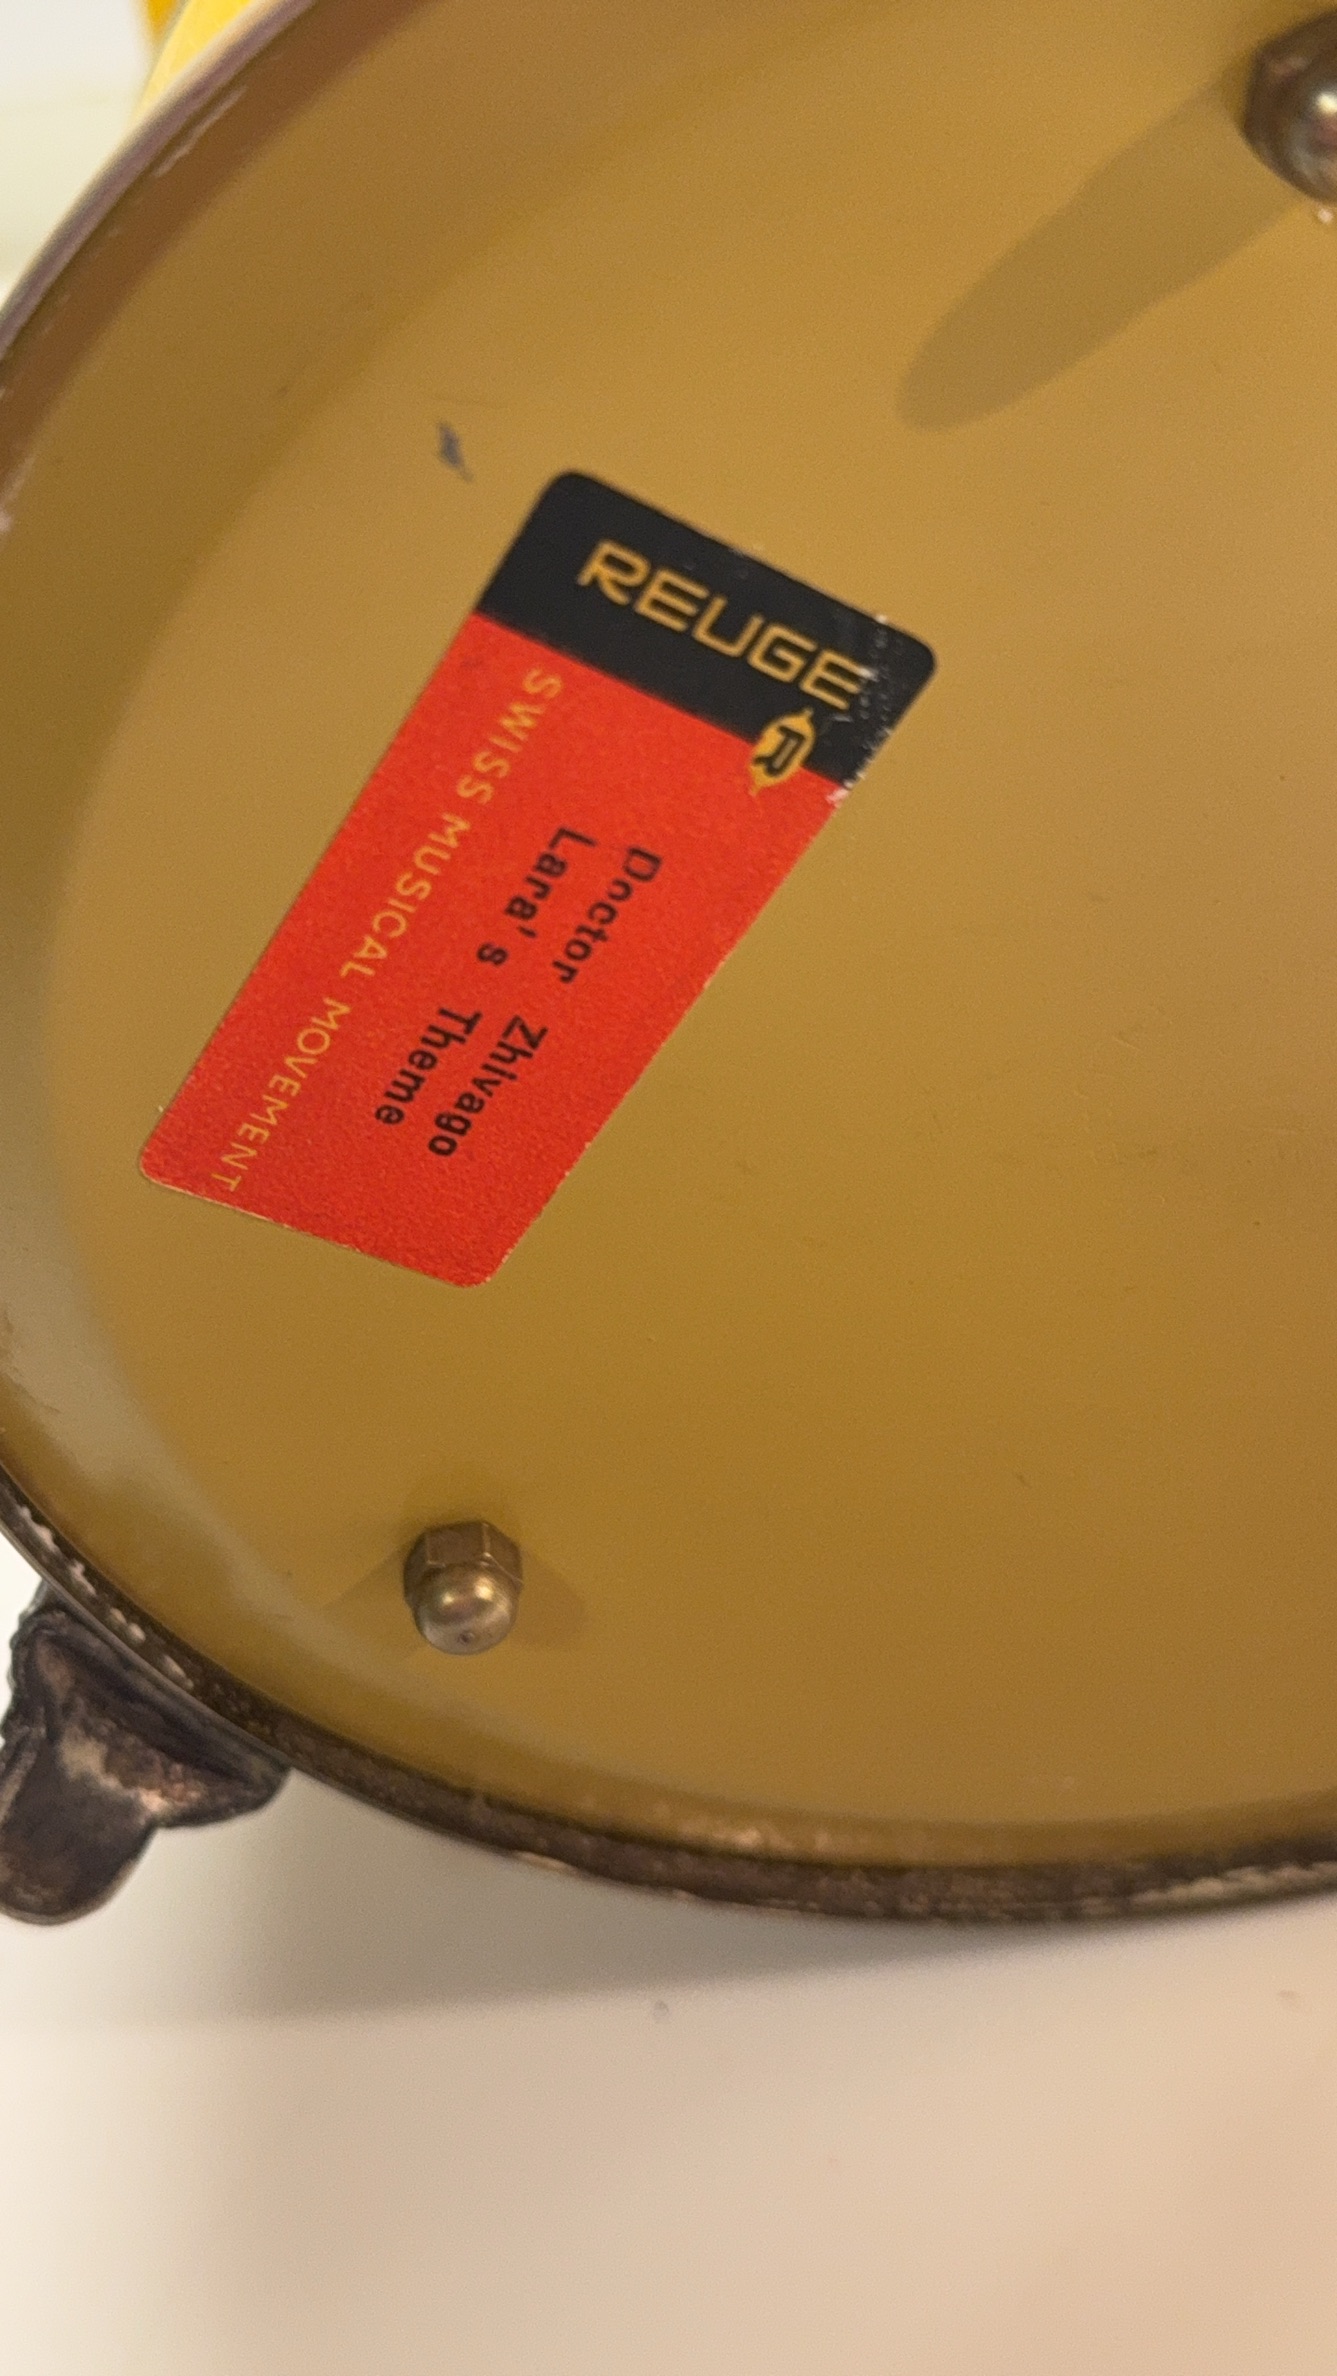 REUGE
R
Doctor Zhivago
Lara's Theme
SWISS MUSICAL MOVEMENT